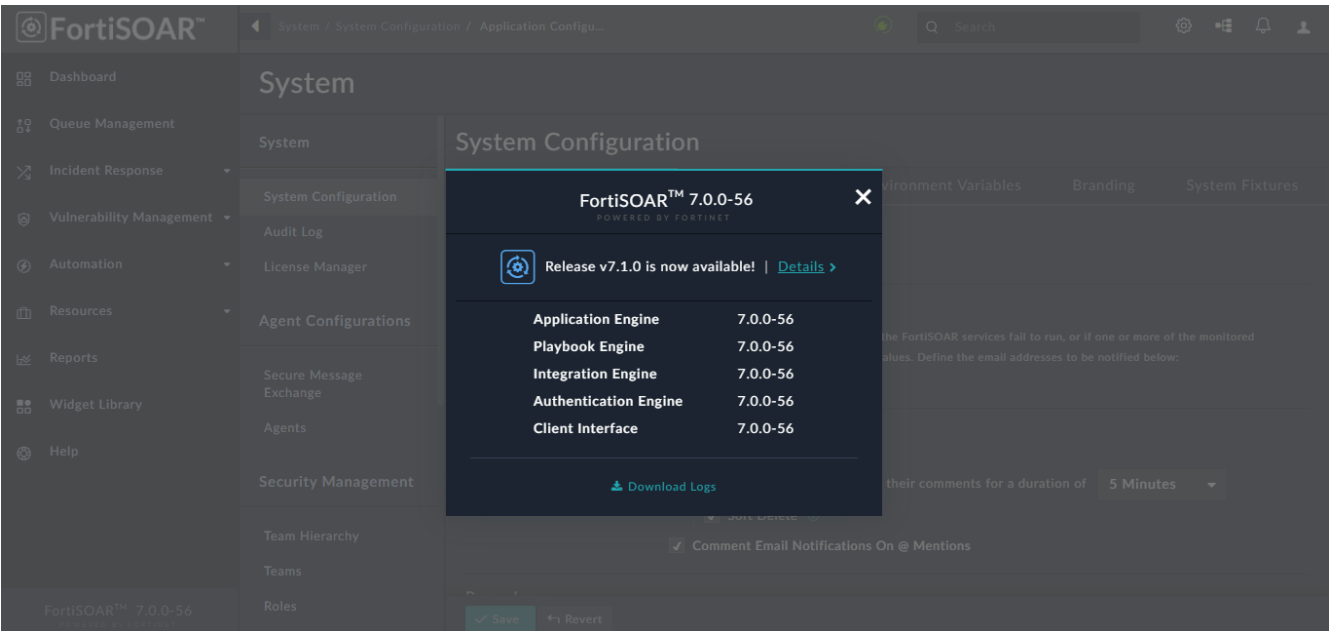 FortiSOAR™
System / System Configuration / Application Configu...
Search
Dashboard
Queue Management
Incident Response
Vulnerability Management
Automation
Resources
Reports
Widget Library
Help
FortiSOAR™ 7.0.0-56
POWERED BY FORTINET
System
System
System Configuration
Audit Log
License Manager
Agent Configurations
Secure Message
Exchange
Agents
Security Management
Team Hierarchy
Teams
Roles
System Configuration
vironment Variables
Branding
System Fixtures
the FortiSOAR services fail to run, or if one or more of the monitored
alues. Define the email addresses to be notified below:
their comments for a duration of 5 Minutes
Soft Delete
Comment Email Notifications On @ Mentions
Save
Revert
FortiSOAR™ 7.0.0-56
POWERED BY FORTINET
Release v7.1.0 is now available! | Details >
Application Engine 7.0.0-56
Playbook Engine 7.0.0-56
Integration Engine 7.0.0-56
Authentication Engine 7.0.0-56
Client Interface 7.0.0-56
Download Logs